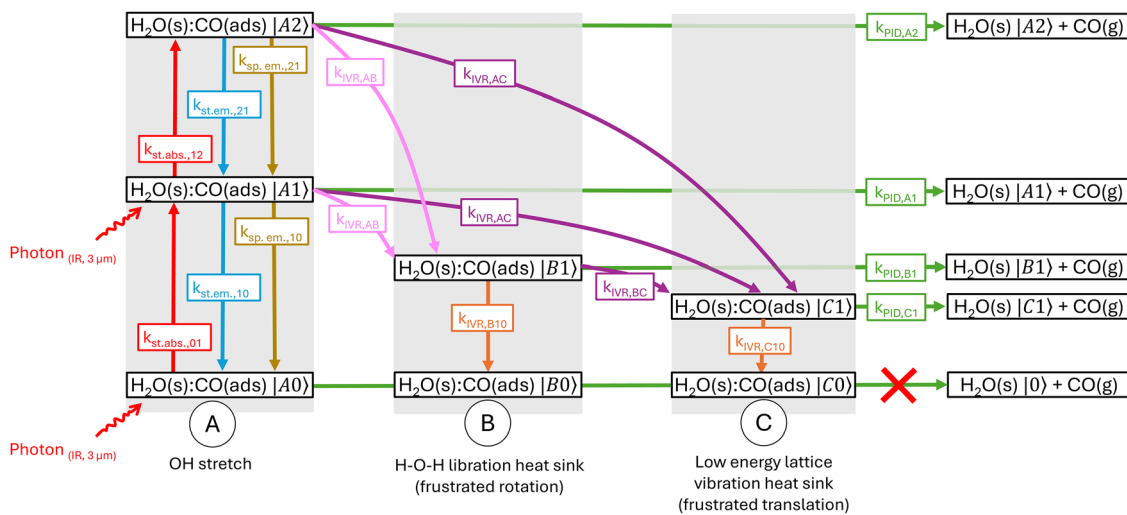 H₂O(s):CO(ads) |A2⟩
k_PID,A2
H₂O(s) |A2⟩ + CO(g)
k_sp. em.,21
k_IVR,AB
k_IVR,AC
k_st.em.,21
k_st.abs.,12
H₂O(s):CO(ads) |A1⟩
k_PID,A1
H₂O(s) |A1⟩ + CO(g)
k_IVR,AB
k_IVR,AC
k_sp. em.,10
Photon (IR, 3 µm)
H₂O(s):CO(ads) |B1⟩
k_PID,B1
H₂O(s) |B1⟩ + CO(g)
k_st.em.,10
k_IVR,BC
H₂O(s):CO(ads) |C1⟩
k_PID,C1
H₂O(s) |C1⟩ + CO(g)
k_st.abs.,01
k_IVR,B10
k_IVR,C10
H₂O(s):CO(ads) |A0⟩
H₂O(s):CO(ads) |B0⟩
H₂O(s):CO(ads) |C0⟩
H₂O(s) |0⟩ + CO(g)
A
B
C
Photon (IR, 3 µm)
OH stretch
H-O-H libration heat sink
(frustrated rotation)
Low energy lattice
vibration heat sink
(frustrated translation)